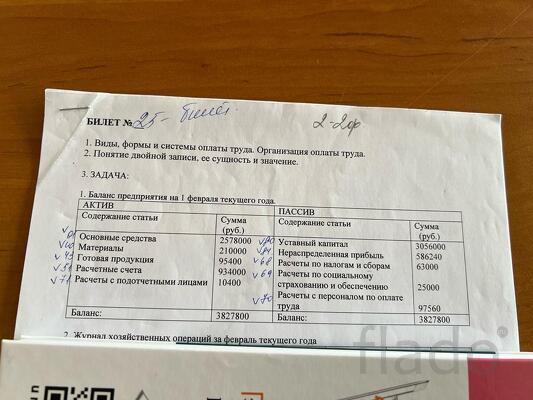 БИЛЕТ № 25 - билет.
2-2оф
1. Виды, формы и системы оплаты труда. Организация оплаты труда.
2. Понятие двойной записи, ее сущность и значение.
3. ЗАДАЧА:
1. Баланс предприятия на 1 февраля текущего года.
АКТИВ ПАССИВ
Содержание статьи Сумма (руб.) Содержание статьи Сумма (руб.)
Основные средства 2578000 Уставный капитал 3056000
Материалы 210000 Нераспределенная прибыль 586240
Готовая продукция 95400 Расчеты по налогам и сборам 63000
Расчетные счета 934000 Расчеты по социальному
Расчеты с подотчетными лицами 10400 страхованию и обеспечению 25000
Расчеты с персоналом по оплате
труда 97560
Баланс: 3827800 Баланс: 3827800
2. Журнал хозяйственных операций за февраль текущего года
flado